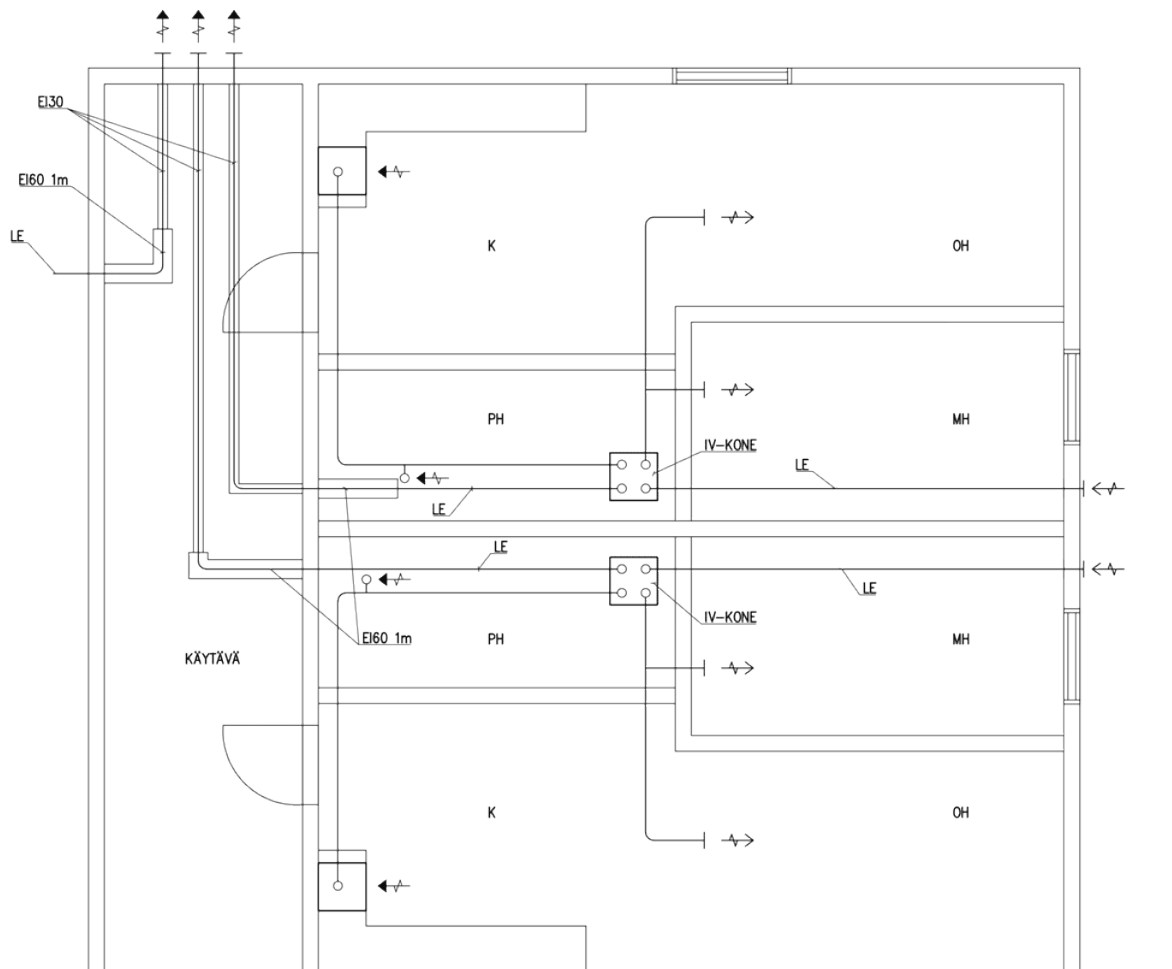 EI30
EI60 1m
LE
K
OH
PH
MH
IV-KONE
LE
LE
LE
LE
IV-KONE
EI60 1m
PH
MH
KÄYTÄVÄ
K
OH